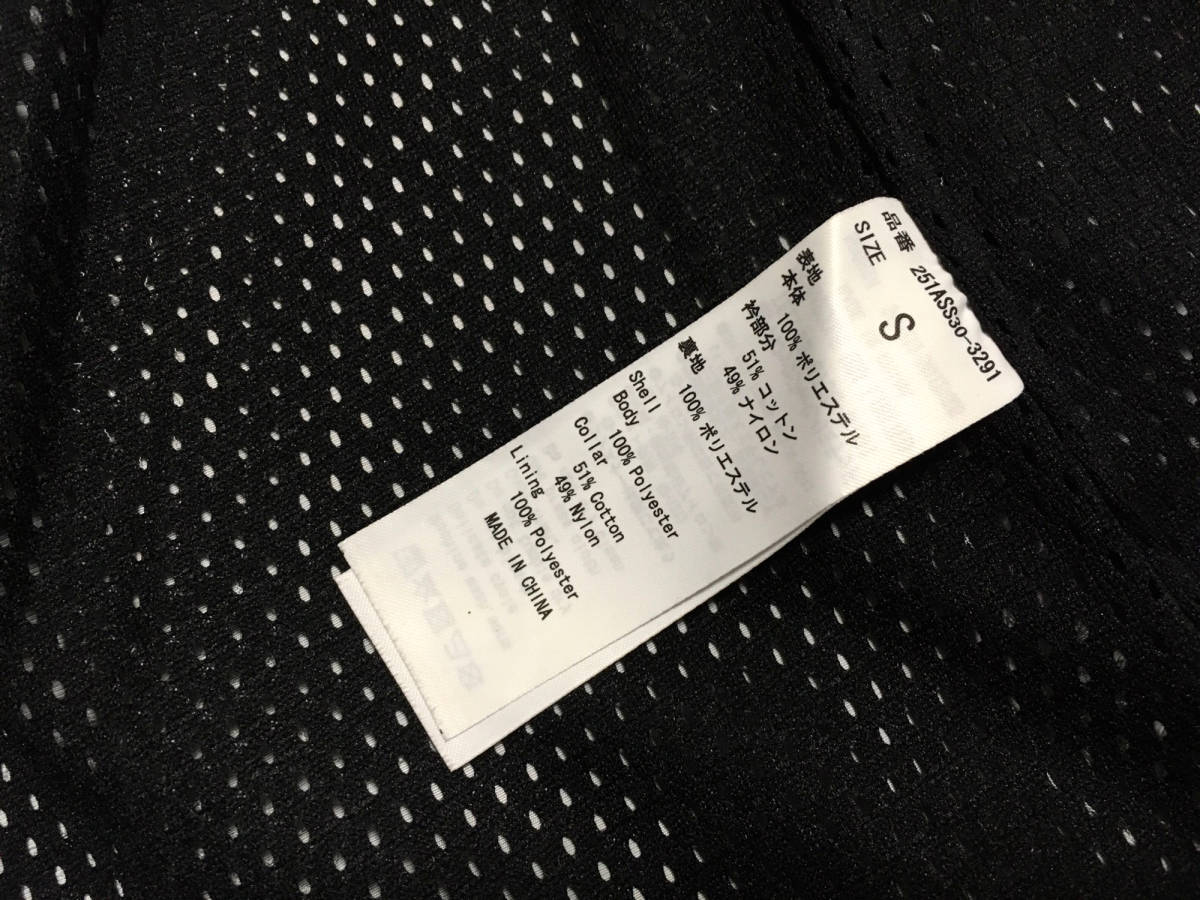 品番 251ASS30-3291
SIZE S
表地
本体 100% ポリエステル
衿部分 51% コットン
49% ナイロン
裏地 100% ポリエステル
Shell
Body 100% Polyester
Collar 51% Cotton
49% Nylon
Lining 100% Polyester
MADE IN CHINA